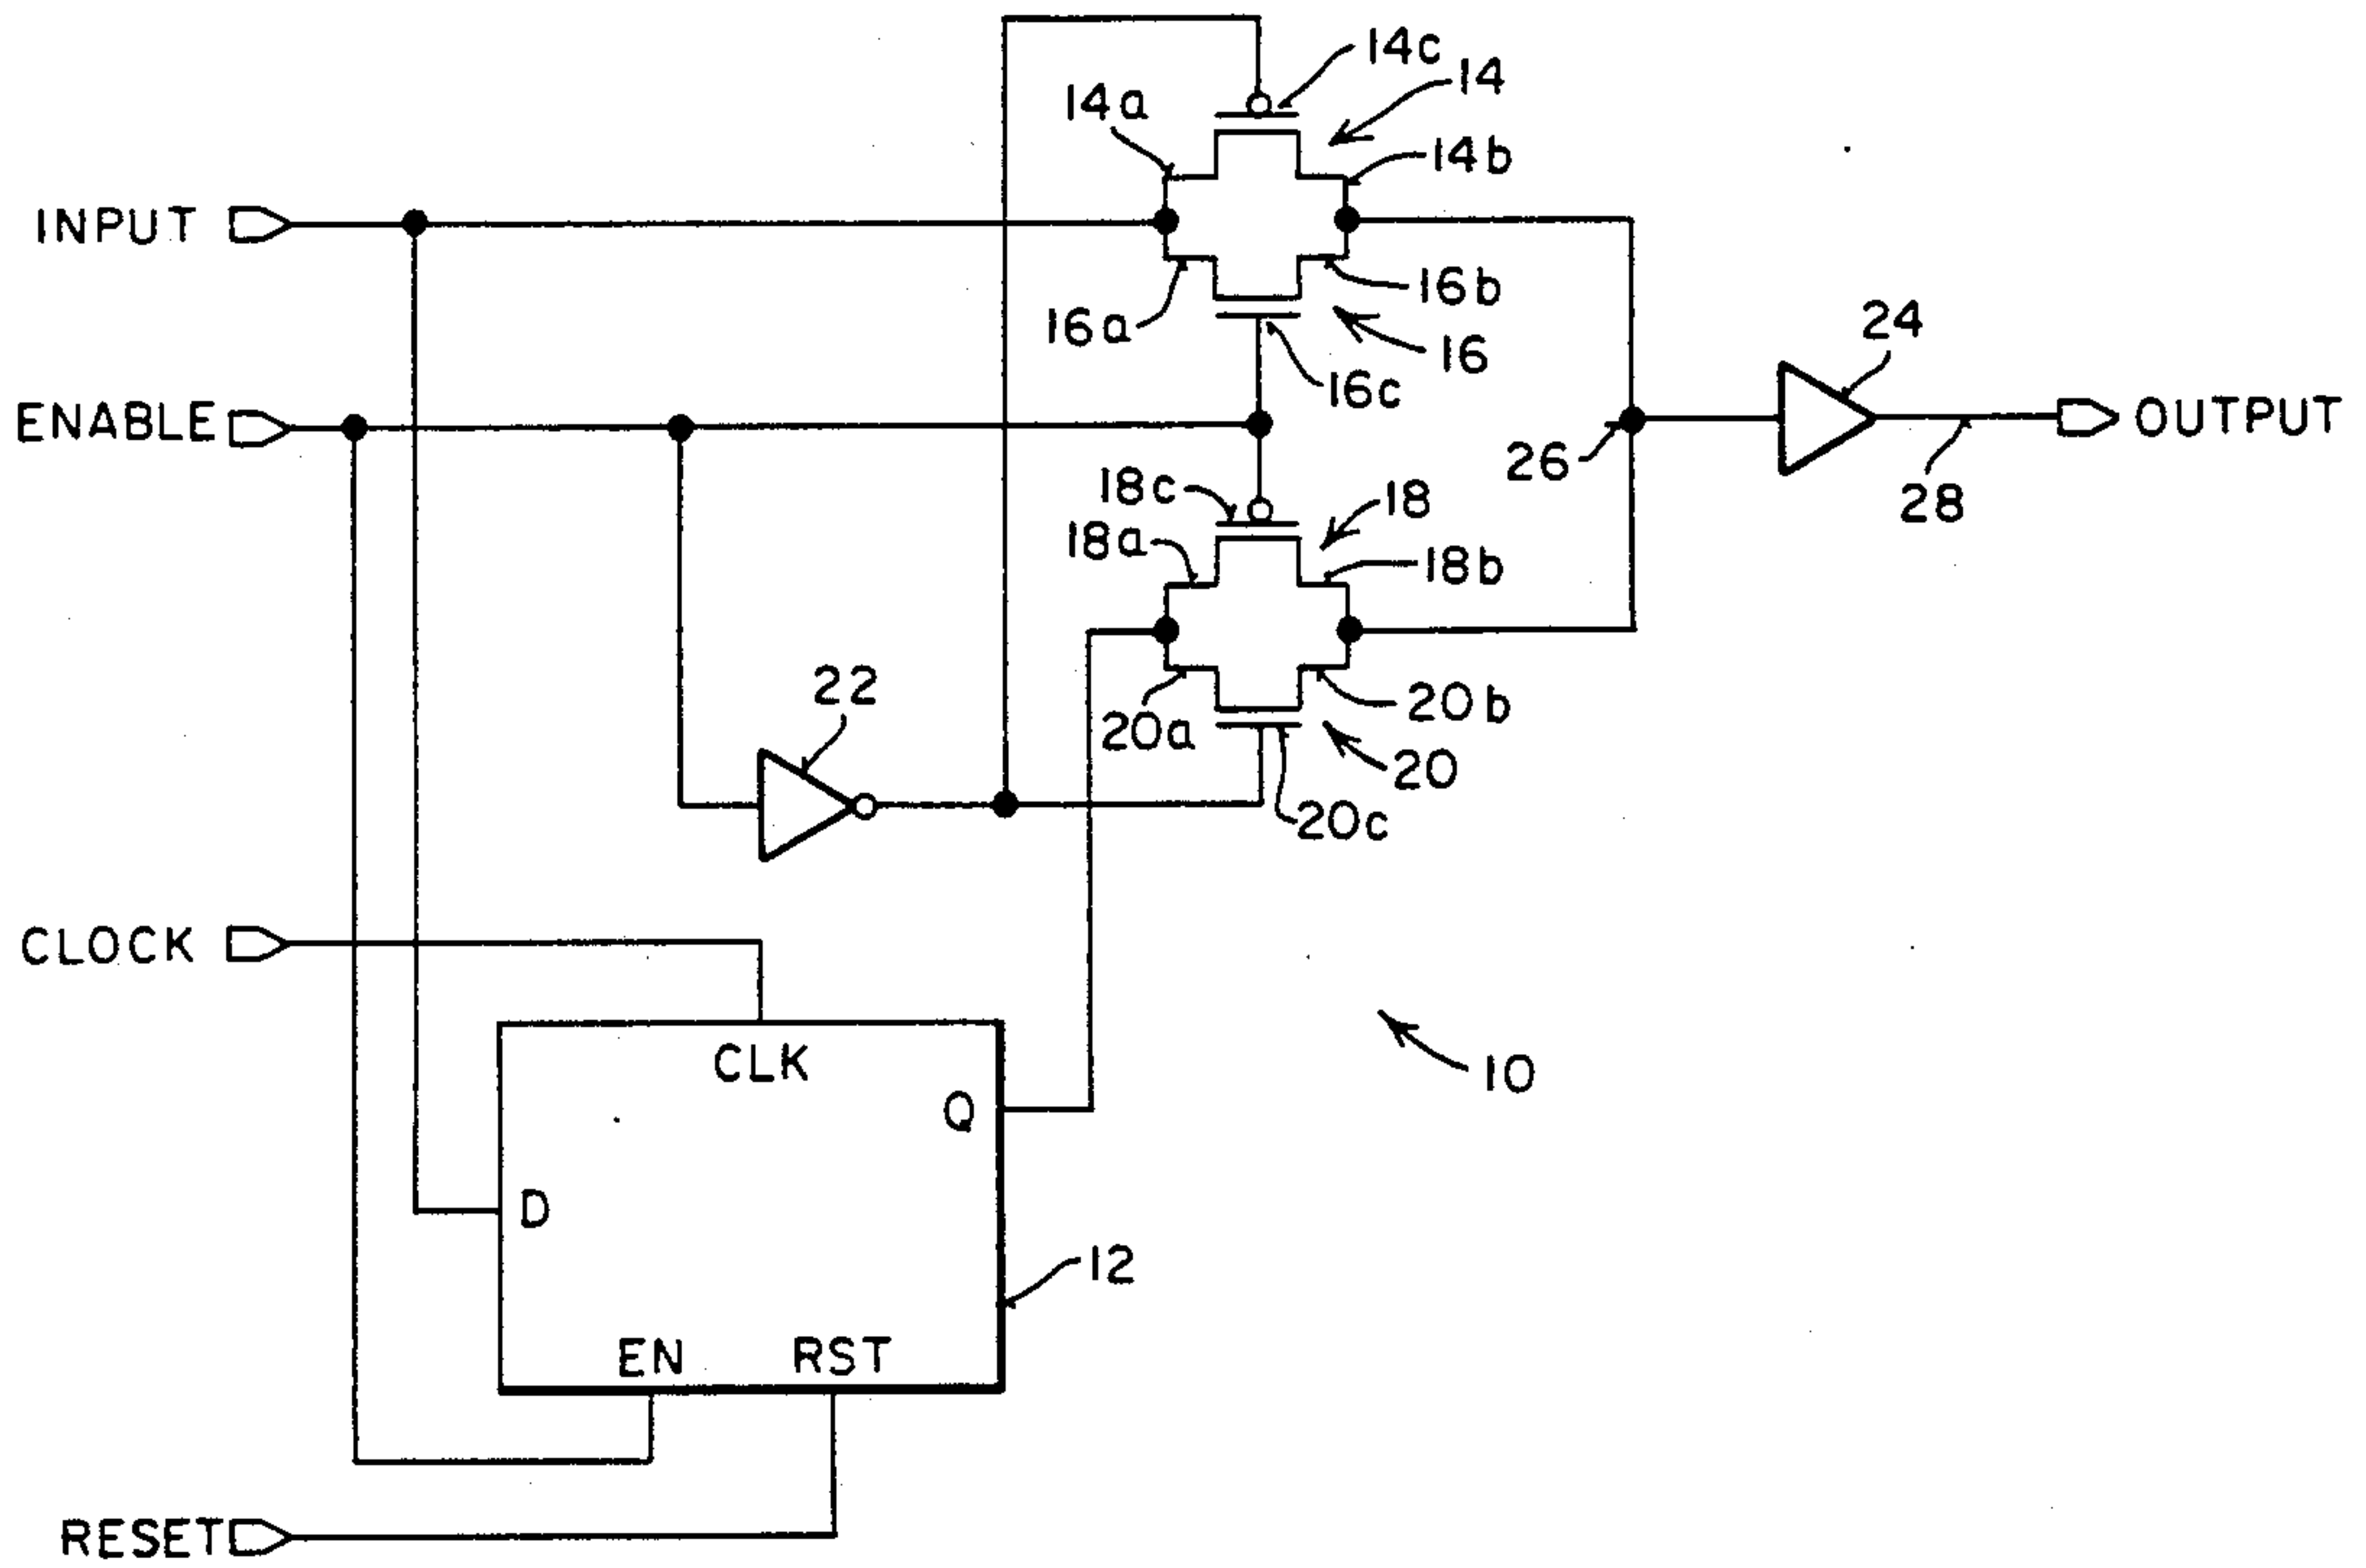 14c
14
14a
14b
INPUT
16b
16a
16
16c
24
ENABLE
OUTPUT
26
28
18c
18
18a
18b
22
20b
20a
20
20c
CLOCK
CLK
Q
10
D
12
EN
RST
RESET